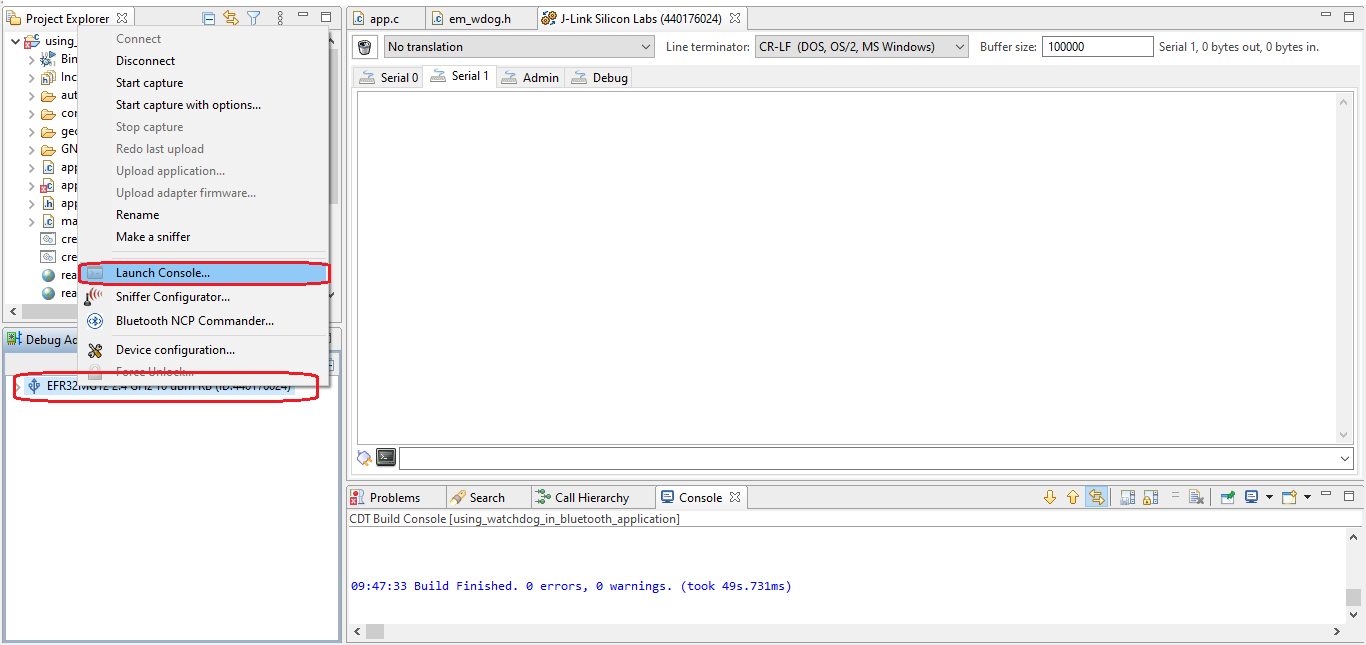 Project Explorer
using_
Bin
Inc
aut
cor
gec
GN
app
app
app
ma
cre
cre
rea
rea
Connect
Disconnect
Start capture
Start capture with options...
Stop capture
Redo last upload
Upload application...
Upload adapter firmware...
Rename
Make a sniffer
Launch Console...
Sniffer Configurator...
Bluetooth NCP Commander...
Device configuration...
Force Unlock...
Debug Ad
EFR32MG12 2.4 GHz 10 dBm RB (ID:440176024)
app.c
em_wdog.h
J-Link Silicon Labs (440176024)
No translation
Line terminator:
CR-LF (DOS, OS/2, MS Windows)
Buffer size:
100000
Serial 1, 0 bytes out, 0 bytes in.
Serial 0
Serial 1
Admin
Debug
Problems
Search
Call Hierarchy
Console
CDT Build Console [using_watchdog_in_bluetooth_application]
09:47:33 Build Finished. 0 errors, 0 warnings. (took 49s.731ms)